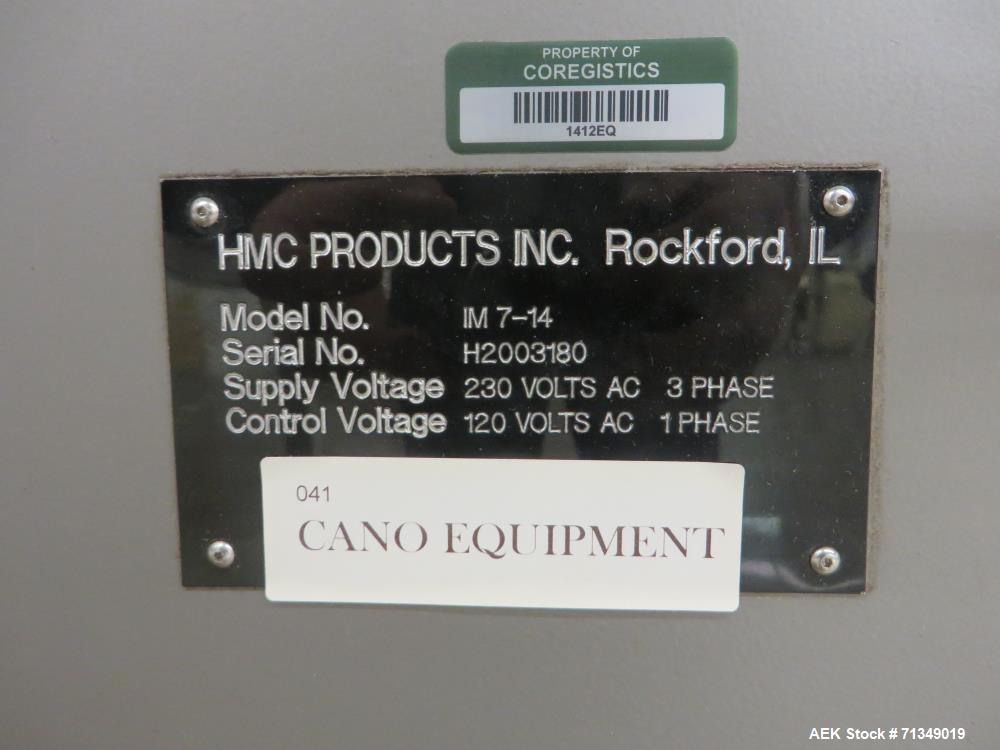 PROPERTY OF
COREGISTICS
1412EQ
HMC PRODUCTS INC. Rockford, IL
Model No. IM 7-14
Serial No. H2003180
Supply Voltage 230 VOLTS AC 3 PHASE
Control Voltage 120 VOLTS AC 1 PHASE
041
CANO EQUIPMENT
AEK Stock # 71349019